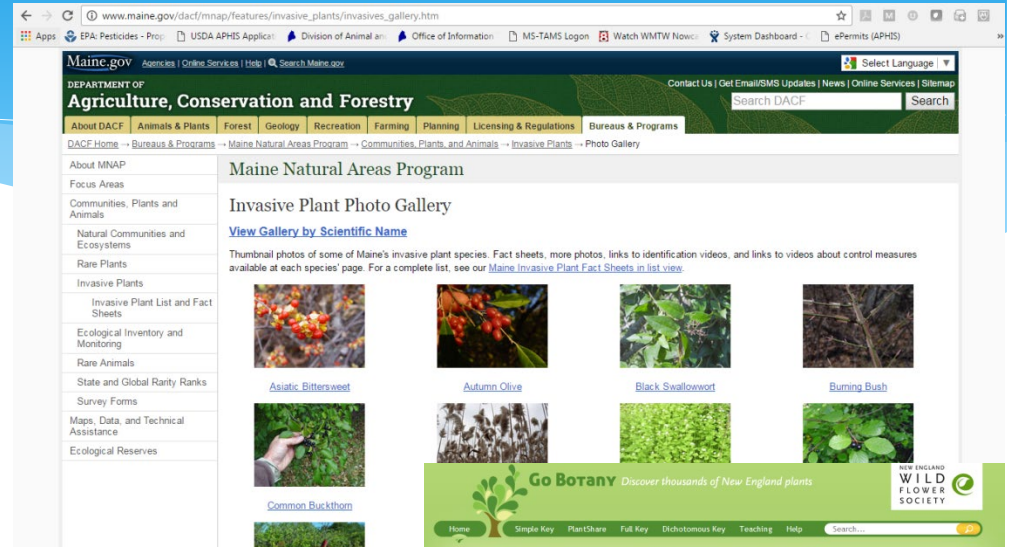 www.maine.gov/dacf/mnap/features/invasive_plants/invasives_gallery.htm
Apps EPA: Pesticides - Prop USDA APHIS Applicati Division of Animal an Office of Information MS-TAMS Logon Watch WMTW Nowca System Dashboard - ePermits (APHIS) »
Maine.gov Agencies | Online Services | Help | Search Maine.gov Select Language ▼
DEPARTMENT OF
Agriculture, Conservation and Forestry
Contact Us | Get Email/SMS Updates | News | Online Services | Sitemap
Search DACF Search
About DACF Animals & Plants Forest Geology Recreation Farming Planning Licensing & Regulations Bureaus & Programs
DACF Home → Bureaus & Programs → Maine Natural Areas Program → Communities, Plants, and Animals → Invasive Plants → Photo Gallery
About MNAP
Focus Areas
Communities, Plants and
Animals
Natural Communities and
Ecosystems
Rare Plants
Invasive Plants
Invasive Plant List and Fact
Sheets
Ecological Inventory and
Monitoring
Rare Animals
State and Global Rarity Ranks
Survey Forms
Maps, Data, and Technical
Assistance
Ecological Reserves
Maine Natural Areas Program
Invasive Plant Photo Gallery
View Gallery by Scientific Name
Thumbnail photos of some of Maine's invasive plant species. Fact sheets, more photos, links to identification videos, and links to videos about control measures
available at each species' page. For a complete list, see our Maine Invasive Plant Fact Sheets in list view.
Asiatic Bittersweet Autumn Olive Black Swallowwort Burning Bush
Common Buckthorn
Go Botany Discover thousands of New England plants
NEW ENGLAND
WILD
FLOWER
SOCIETY
Home Simple Key PlantShare Full Key Dichotomous Key Teaching Help Search...